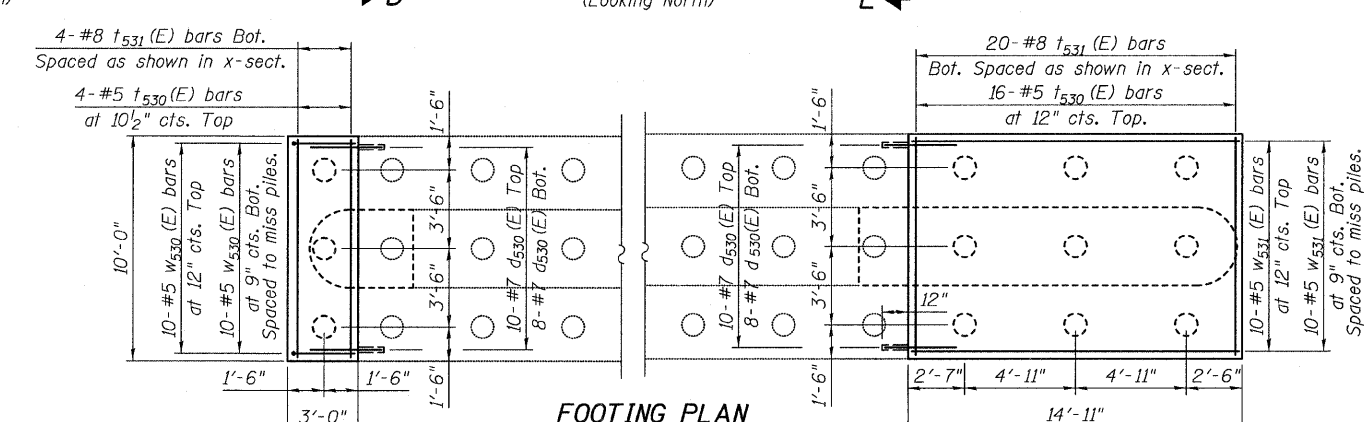 D
(Looking North)
E
4-#8 t531 (E) bars Bot.
Spaced as shown in x-sect.
4-#5 t530 (E) bars
at 10½" cts. Top
20-#8 t531 (E) bars
Bot. Spaced as shown in x-sect.
16-#5 t530 (E) bars
at 12" cts. Top.
10'-0"
10-#5 w530 (E) bars
at 12" cts. Top
10-#5 w530 (E) bars
at 9" cts. Bot.
Spaced to miss piles.
1'-6"
3'-6"
3'-6"
1'-6"
10-#7 d530 (E) Top
8-#7 d530 (E) Bot.
10-#7 d530 (E) Top
8-#7 d530(E) Bot.
1'-6"
3'-6"
3'-6"
1'-6"
12"
10-#5 w531 (E) bars
at 12" cts. Top
10-#5 w531 (E) bars
at 9" cts. Bot.
Spaced to miss piles.
1'-6"
1'-6"
3'-0"
2'-7"
4'-11"
4'-11"
2'-6"
14'-11"
FOOTING PLAN